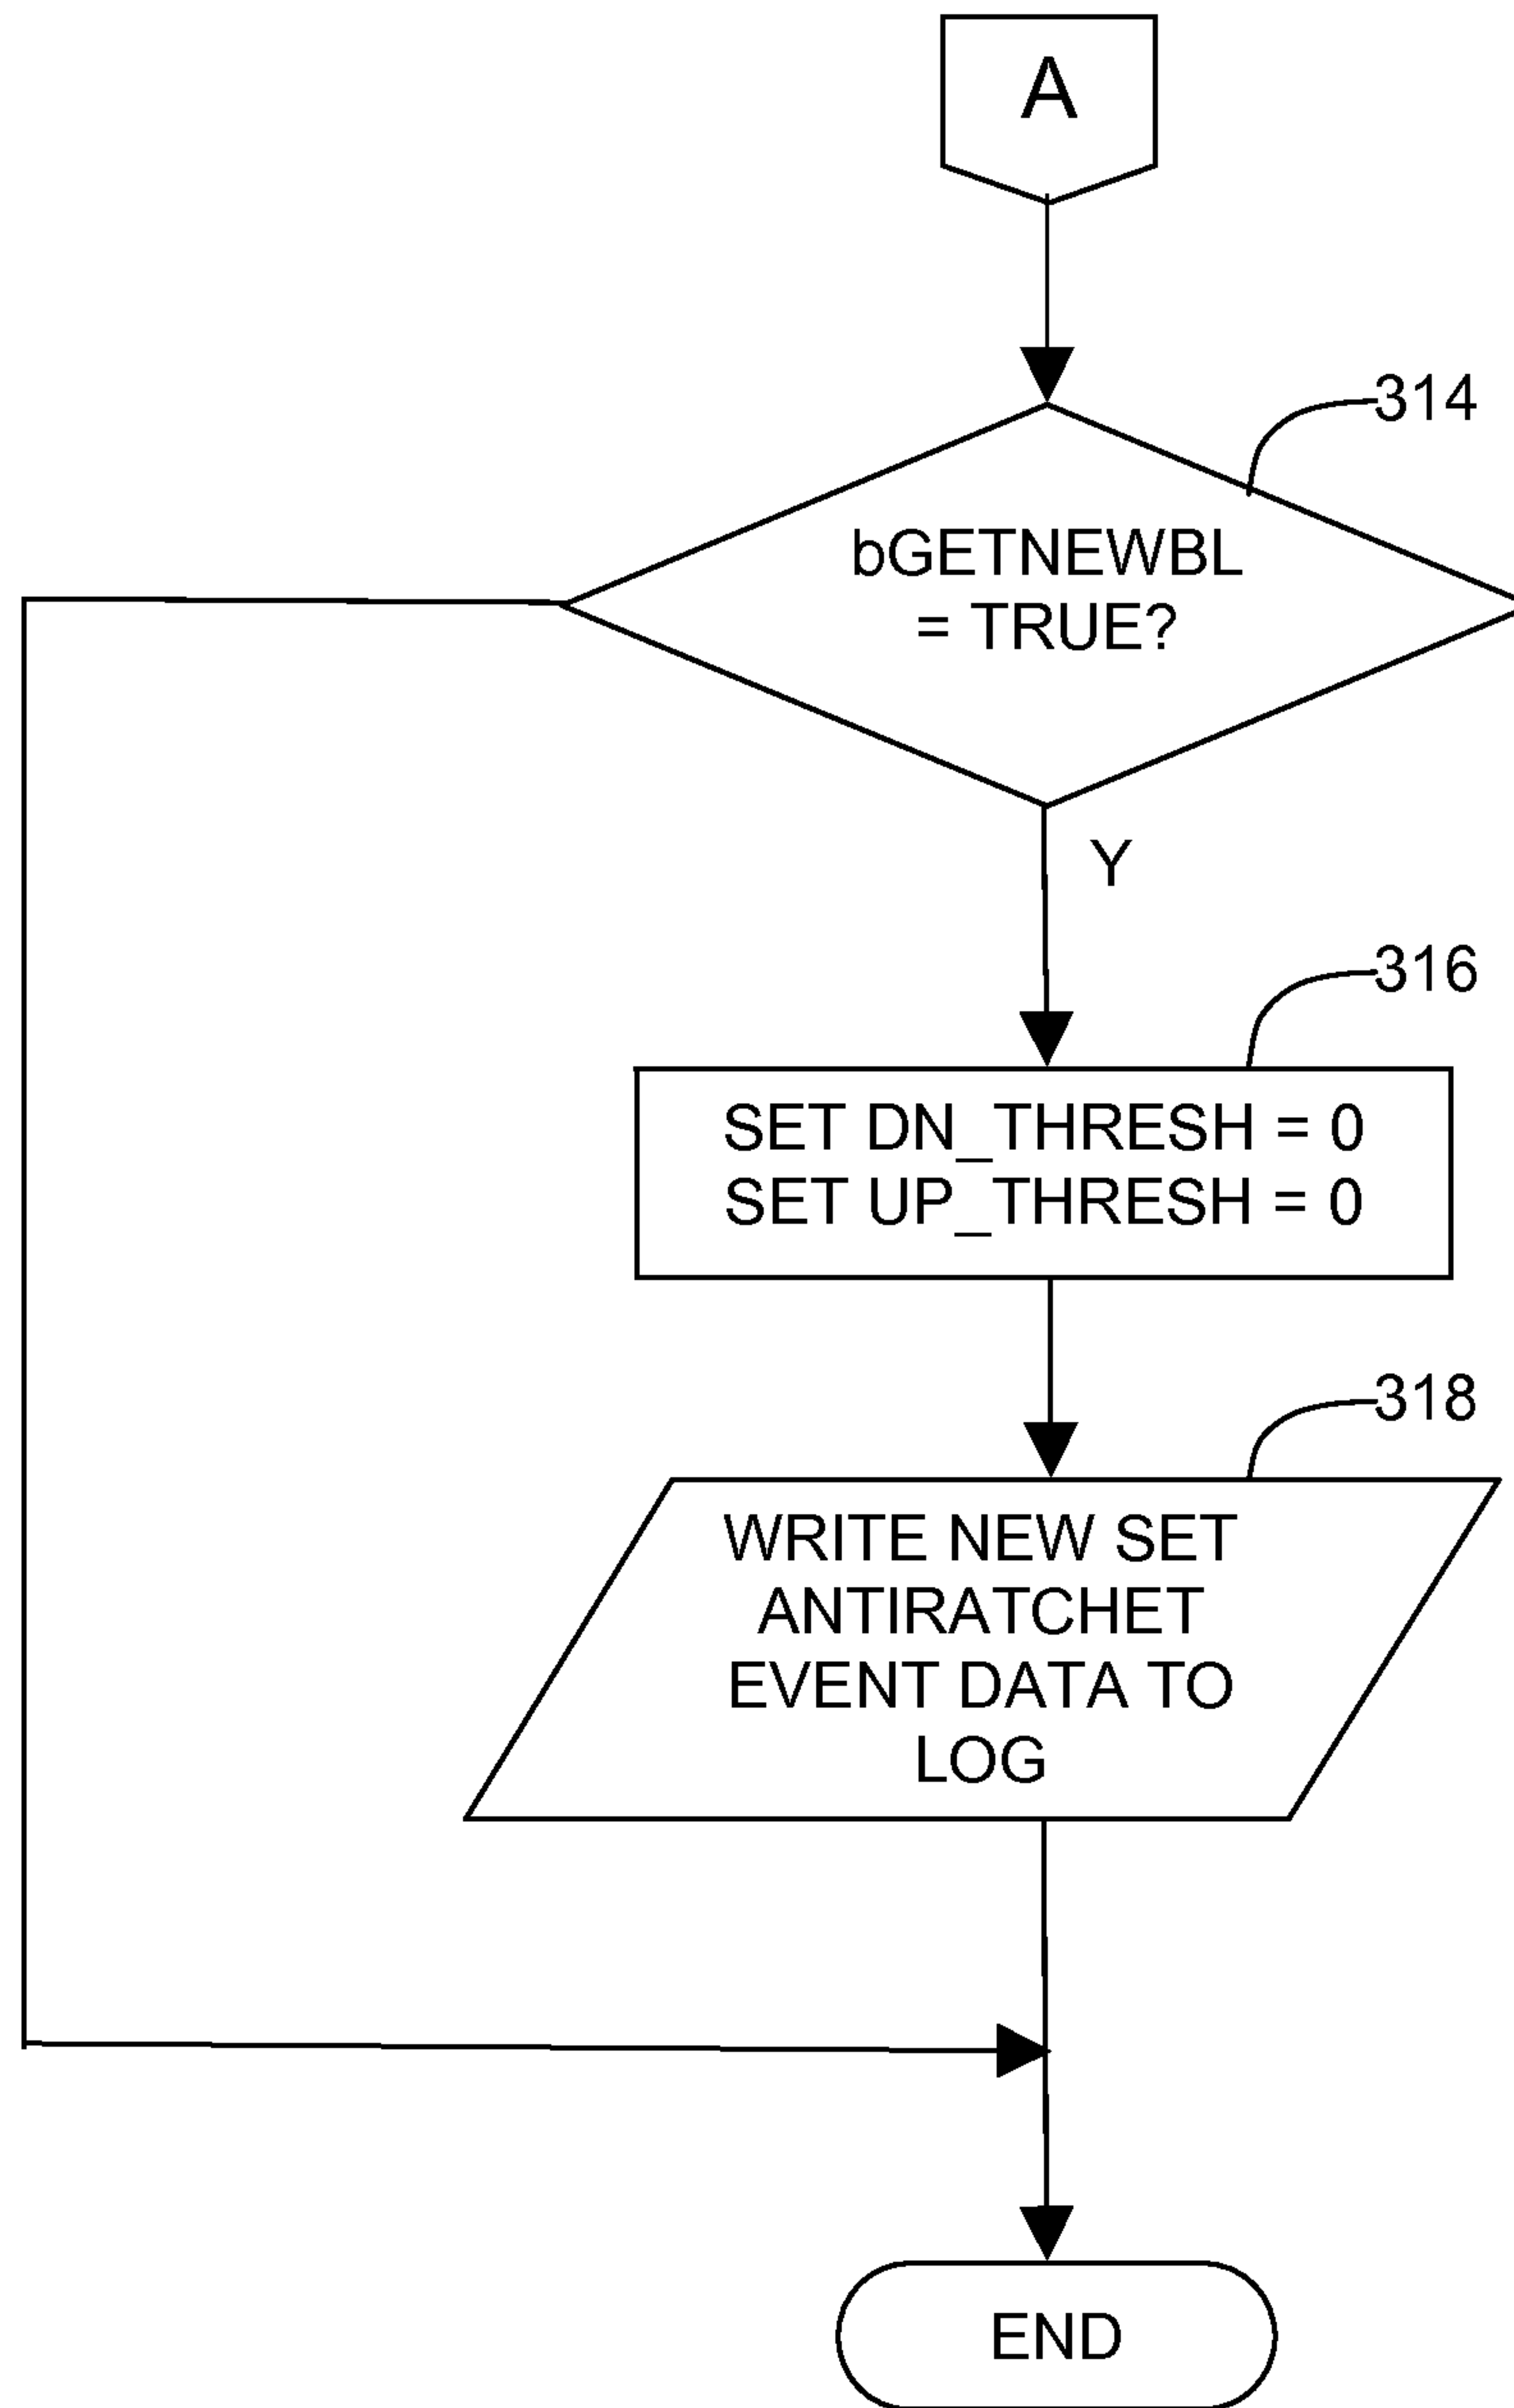 A
314
bGETNEWBL
= TRUE?
Y
316
SET DN_THRESH = 0
SET UP_THRESH = 0
318
WRITE NEW SET
ANTIRATCHET
EVENT DATA TO
LOG
END